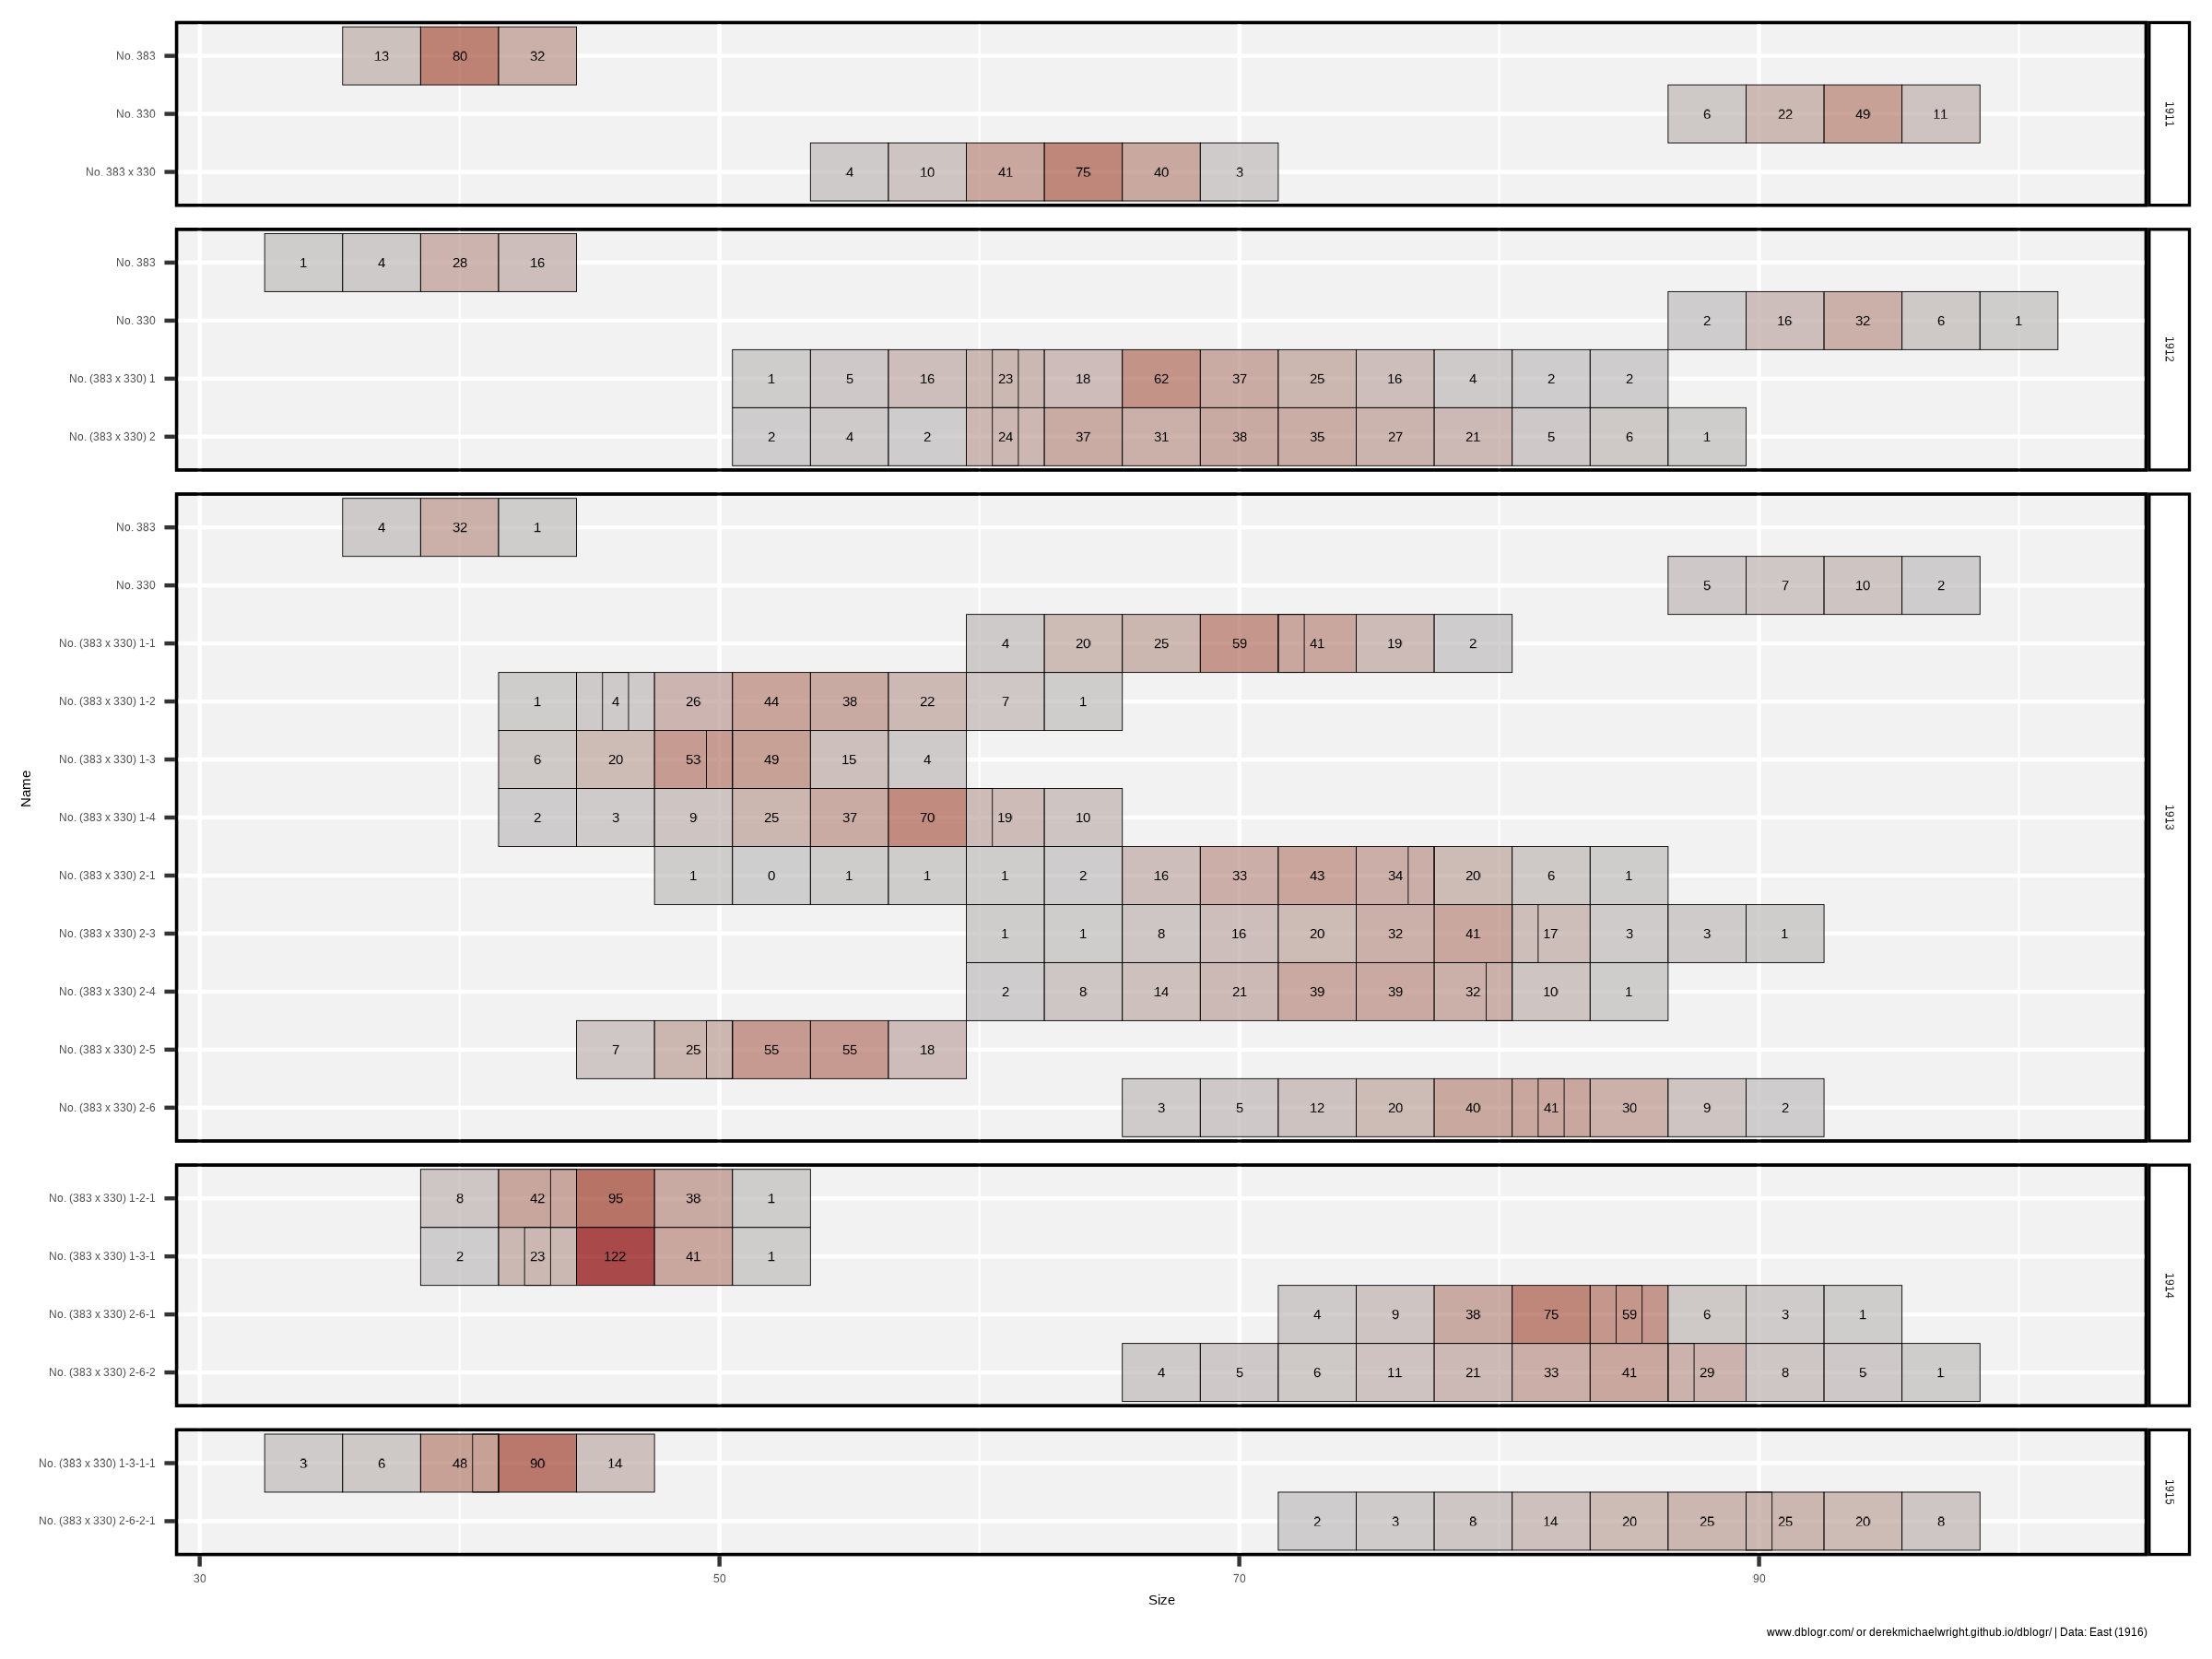 No. 383 13 80 32
No. 330 6 22 49 11
No. 383 x 330 4 10 41 75 40 3
1911
No. 383 1 4 28 16
No. 330 2 16 32 6 1
No. (383 x 330) 1 1 5 16 23 18 62 37 25 16 4 2 2
No. (383 x 330) 2 2 4 2 24 37 31 38 35 27 21 5 6 1
1912
No. 383 4 32 1
No. 330 5 7 10 2
No. (383 x 330) 1-1 4 20 25 59 41 19 2
No. (383 x 330) 1-2 1 4 26 44 38 22 7 1
No. (383 x 330) 1-3 6 20 53 49 15 4
No. (383 x 330) 1-4 2 3 9 25 37 70 19 10
No. (383 x 330) 2-1 1 0 1 1 1 2 16 33 43 34 20 6 1
No. (383 x 330) 2-3 1 1 8 16 20 32 41 17 3 3 1
No. (383 x 330) 2-4 2 8 14 21 39 39 32 10 1
No. (383 x 330) 2-5 7 25 55 55 18
No. (383 x 330) 2-6 3 5 12 20 40 41 30 9 2
1913
Name
No. (383 x 330) 1-2-1 8 42 95 38 1
No. (383 x 330) 1-3-1 2 23 122 41 1
No. (383 x 330) 2-6-1 4 9 38 75 59 6 3 1
No. (383 x 330) 2-6-2 4 5 6 11 21 33 41 29 8 5 1
1914
No. (383 x 330) 1-3-1-1 3 6 48 90 14
No. (383 x 330) 2-6-2-1 2 3 8 14 20 25 25 20 8
1915
30 50 70 90
Size
www.dblogr.com/ or derekmichaelwright.github.io/dblogr/ | Data: East (1916)